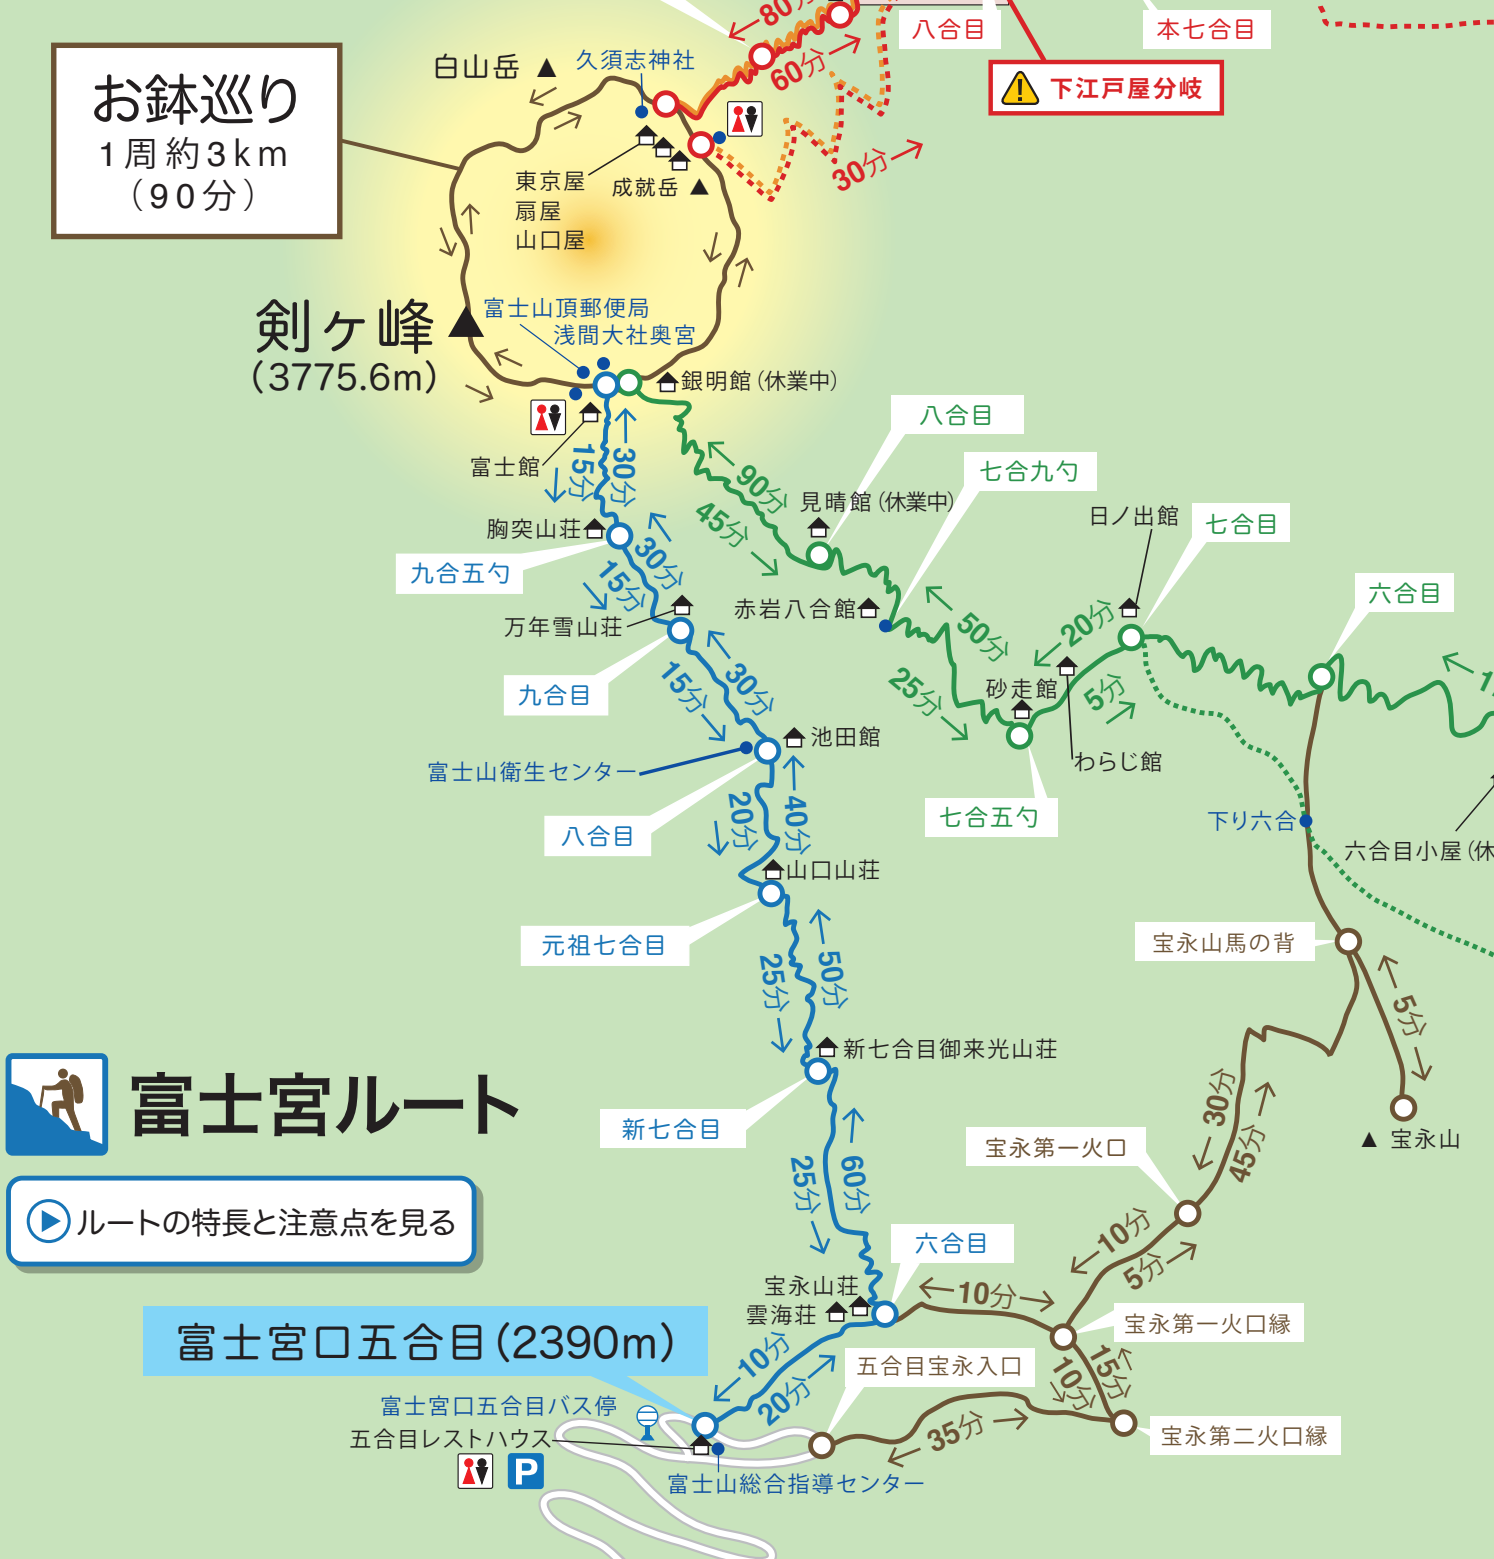 80分
60分
八合目
本七合目
下江戸屋分岐
30分
白山岳
久須志神社
お鉢巡り
1周約3km
（90分）
東京屋
扇屋
山口屋
成就岳
剣ヶ峰
（3775.6m）
富士山頂郵便局
浅間大社奥宮
銀明館（休業中）
富士館
30分
15分
胸突山荘
九合五勺
30分
15分
万年雪山荘
九合目
30分
15分
池田館
富士山衛生センター
八合目
40分
20分
山口山荘
元祖七合目
50分
25分
新七合目御来光山荘
新七合目
60分
25分
六合目
宝永山荘
雲海荘
富士宮ルート
ルートの特長と注意点を見る
富士宮口五合目（2390m）
10分
20分
富士宮口五合目バス停
五合目レストハウス
P
富士山総合指導センター
八合目
90分
45分
見晴館（休業中）
七合九勺
赤岩八合館
50分
25分
日ノ出館
七合目
20分
5分
砂走館
わらじ館
七合五勺
六合目
下り六合
六合目小屋（休
宝永山馬の背
5分
宝永山
30分
45分
宝永第一火口
10分
5分
10分
宝永第一火口縁
15分
10分
五合目宝永入口
35分
宝永第二火口縁